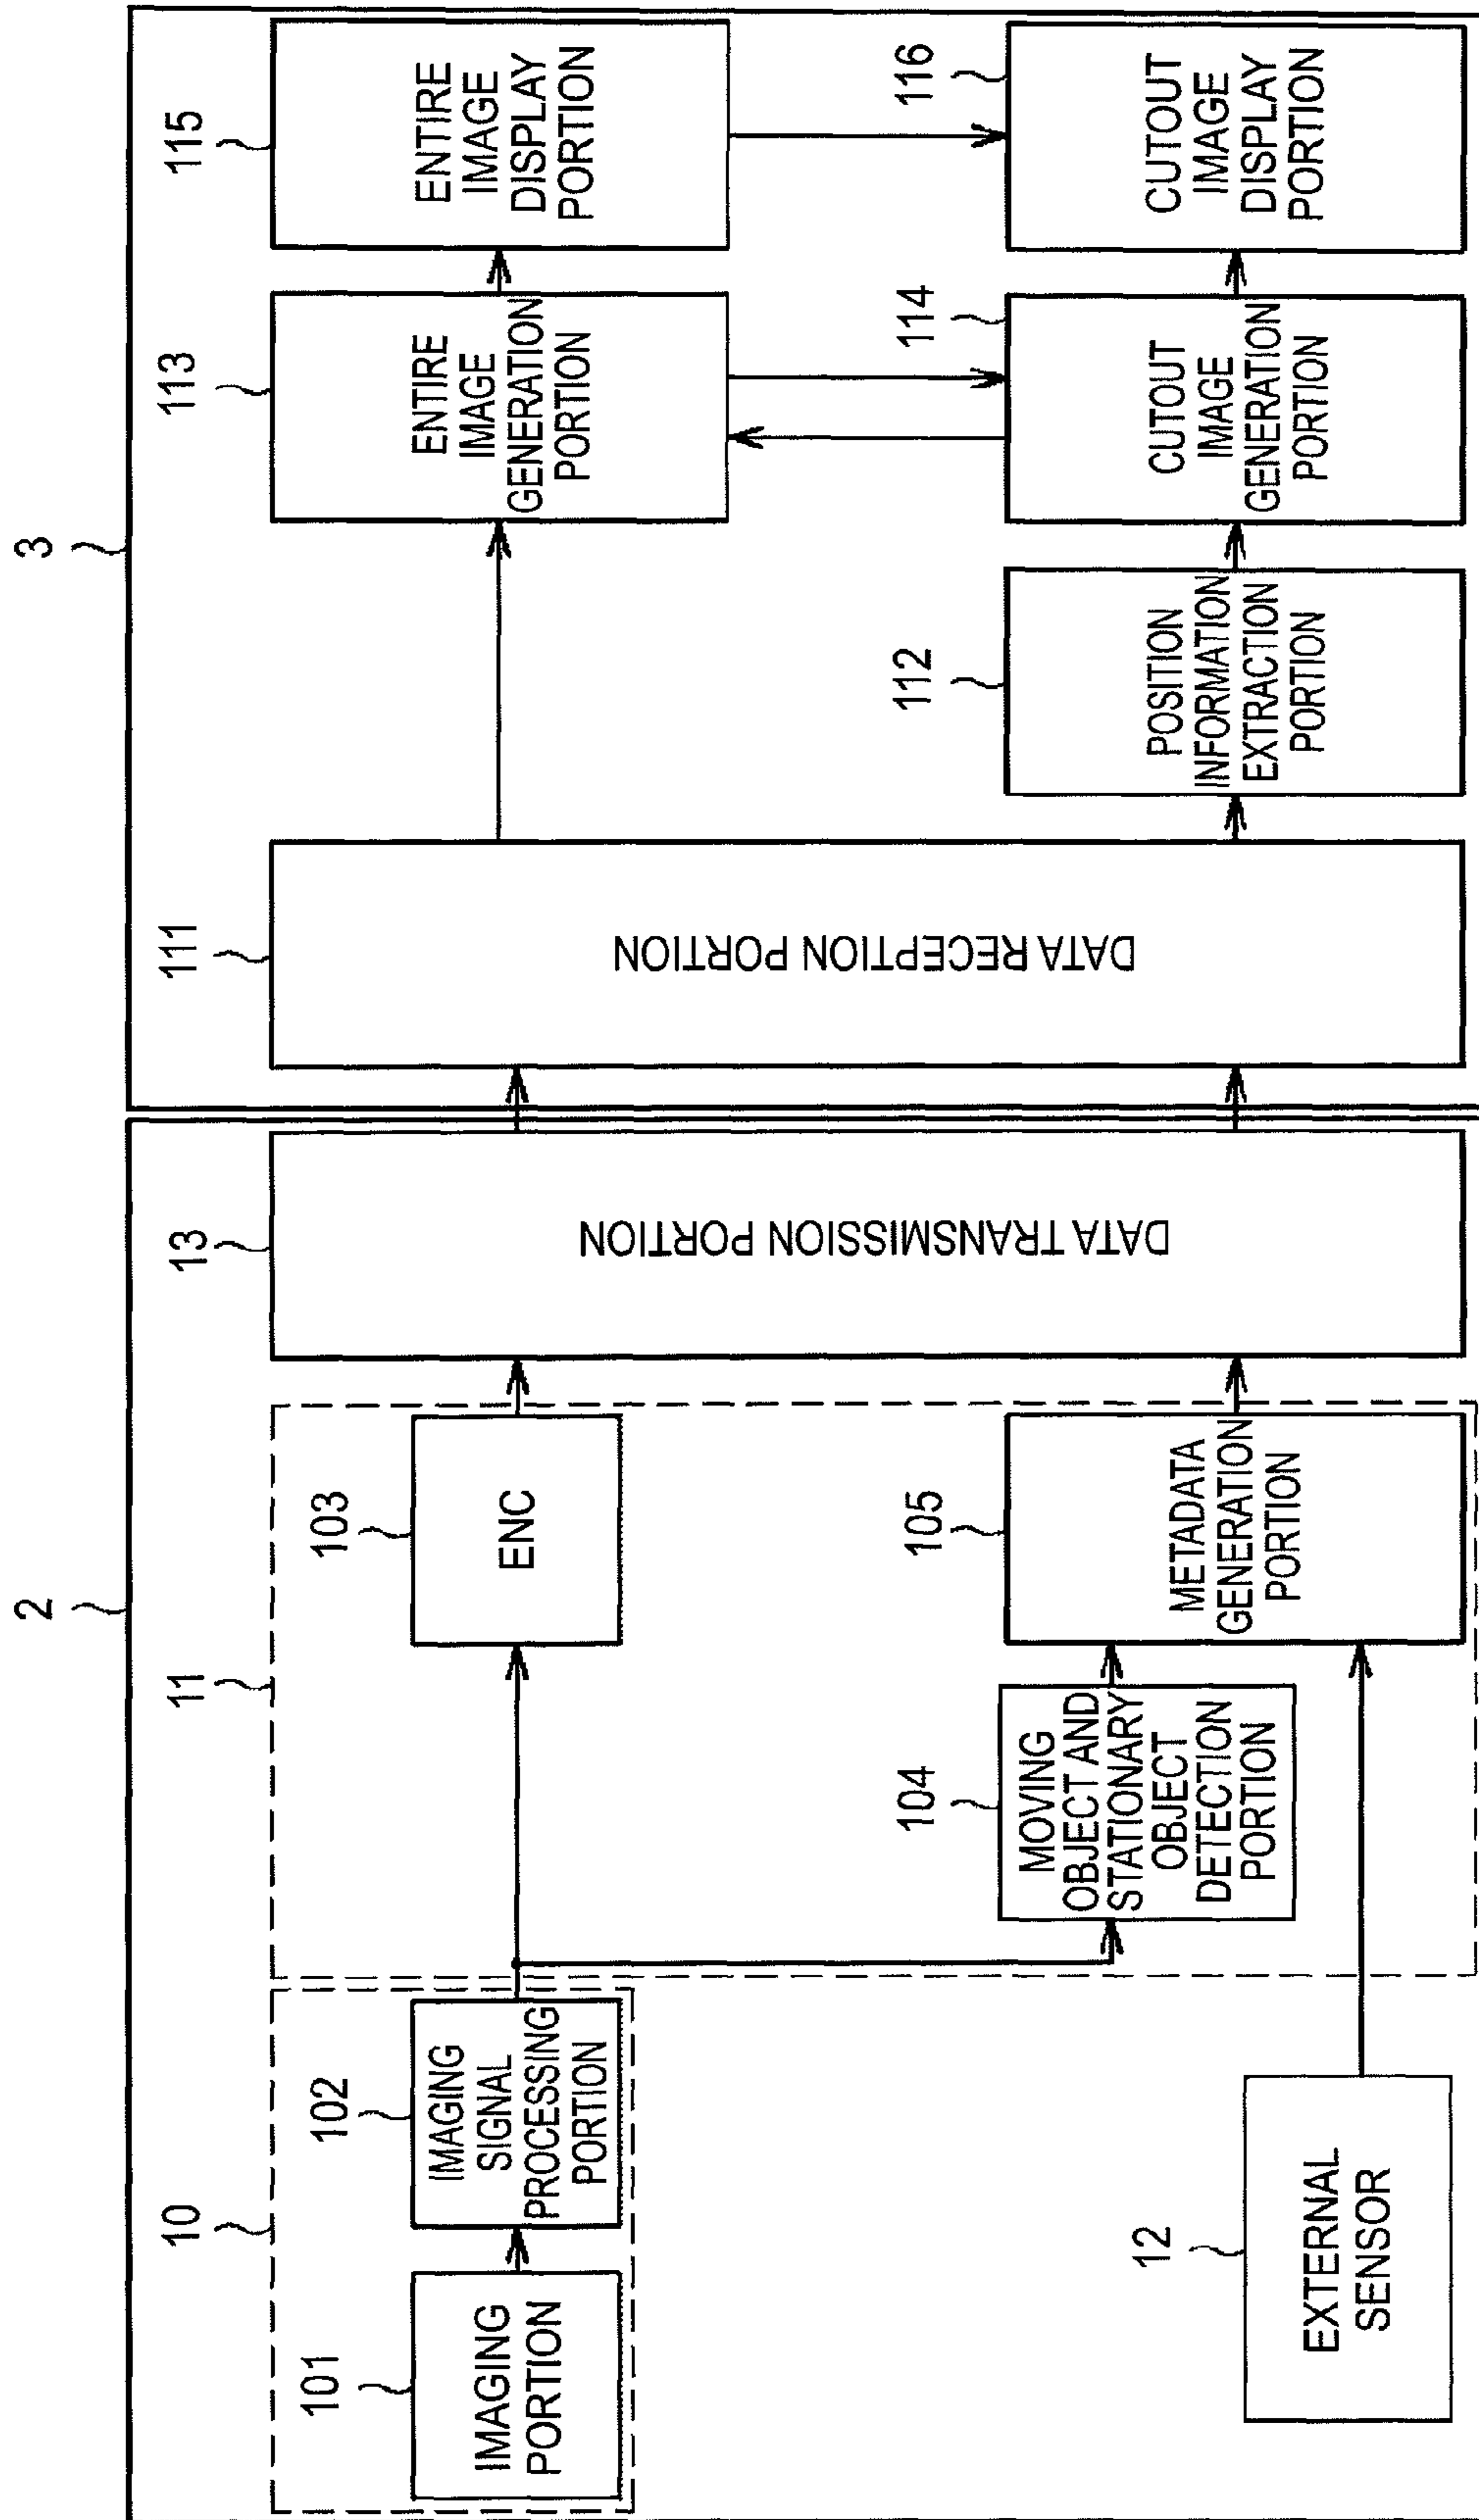 2
10
101
IMAGING
PORTION
102
IMAGING
SIGNAL
PROCESSING
PORTION
11
103
ENC
104
MOVING
OBJECT AND
STATIONARY
OBJECT
DETECTION
PORTION
105
METADATA
GENERATION
PORTION
12
EXTERNAL
SENSOR
13
DATA TRANSMISSION PORTION
3
111
DATA RECEPTION PORTION
112
POSITION
INFORMATION
EXTRACTION
PORTION
113
ENTIRE
IMAGE
GENERATION
PORTION
114
CUTOUT
IMAGE
GENERATION
PORTION
115
ENTIRE
IMAGE
DISPLAY
PORTION
116
CUTOUT
IMAGE
DISPLAY
PORTION